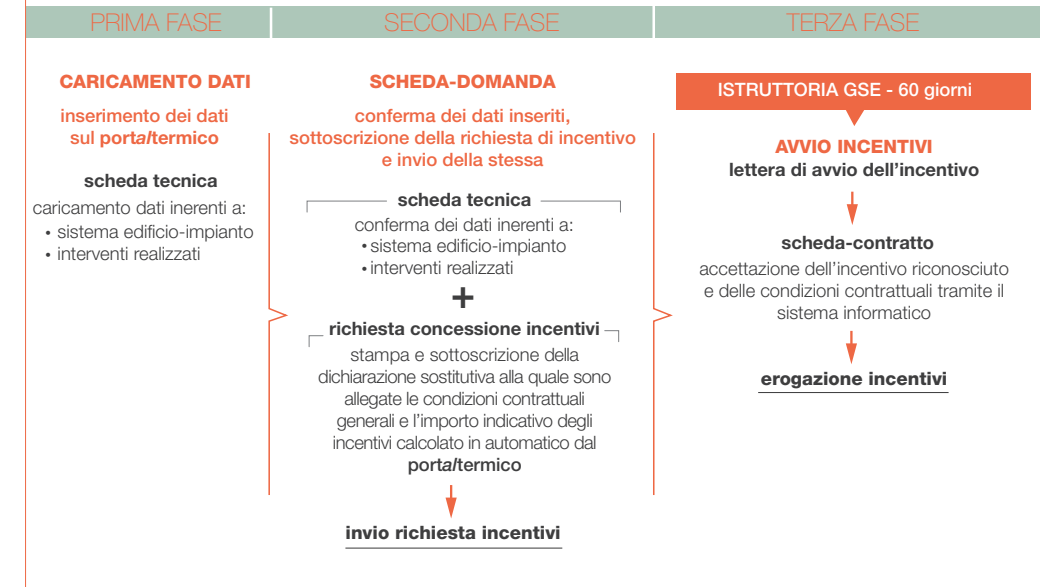 PRIMA FASE
CARICAMENTO DATI
inserimento dei dati
sul portaltermico
scheda tecnica
caricamento dati inerenti a:
• sistema edificio-impianto
• interventi realizzati
SECONDA FASE
SCHEDA-DOMANDA
conferma dei dati inseriti,
sottoscrizione della richiesta di incentivo
e invio della stessa
scheda tecnica
conferma dei dati inerenti a:
• sistema edificio-impianto
• interventi realizzati
+
richiesta concessione incentivi
stampa e sottoscrizione della
dichiarazione sostitutiva alla quale sono
allegate le condizioni contrattuali
generali e l’importo indicativo degli
incentivi calcolato in automatico dal
portaltermico
invio richiesta incentivi
TERZA FASE
ISTRUTTORIA GSE - 60 giorni
AVVIO INCENTIVI
lettera di avvio dell’incentivo
scheda-contratto
accettazione dell’incentivo riconosciuto
e delle condizioni contrattuali tramite il
sistema informatico
erogazione incentivi